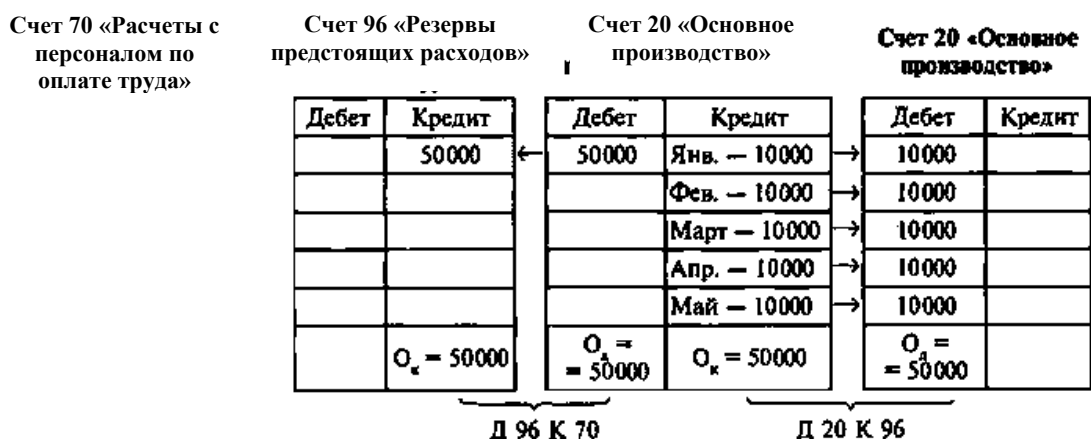 Счет 70 «Расчеты с
персоналом по
оплате труда»
Счет 96 «Резервы
предстоящих расходов»
Счет 20 «Основное
производство»
Счет 20 «Основное
производство»
Дебет Кредит Дебет Кредит Дебет Кредит
50000 ← 50000 Янв. — 10000 → 10000
Фев. — 10000 → 10000
Март — 10000 → 10000
Апр. — 10000 → 10000
Май — 10000 → 10000
Oк = 50000 Oд = = 50000 Oк = 50000 Oд = = 50000
Д 96 К 70 Д 20 К 96